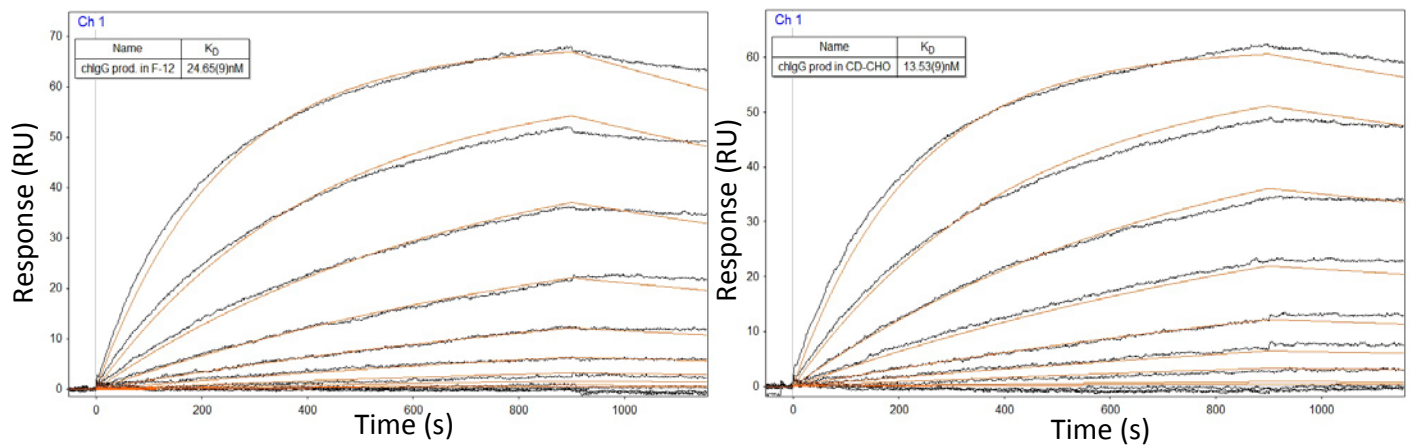 Ch 1
Name K_D
chIgG prod. in F-12 24.65(9)nM
70
60
50
40
30
20
10
0
Response (RU)
0 200 400 600 800 1000
Time (s)
Ch 1
Name K_D
chIgG prod in CD-CHO 13.53(9)nM
60
50
40
30
20
10
0
Response (RU)
0 200 400 600 800 1000
Time (s)